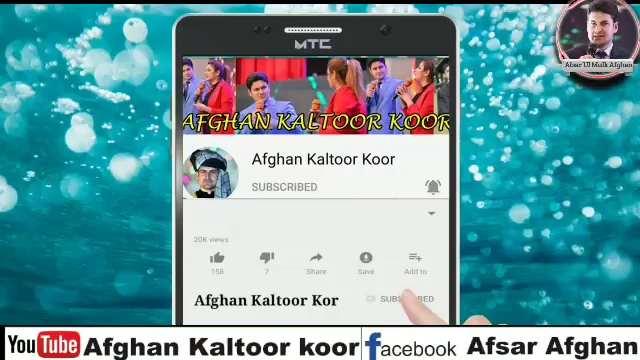 MTC
Afsar Ul Mulk Afghan
AFGHAN KALTOOR KOOR
Afghan Kaltoor Koor
SUBSCRIBED
20K views
158
7
Share
Save
Add to
Afghan Kaltoor Kor
SUBSCRIBED
YouTube Afghan Kaltoor koor
facebook Afsar Afghan